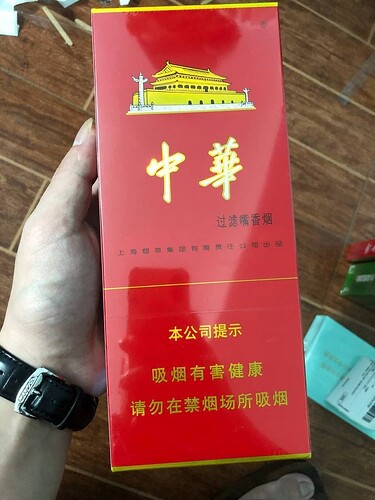 中華
过滤嘴香烟
上海烟草集团有限责任公司出品
本公司提示
吸烟有害健康
请勿在禁烟场所吸烟